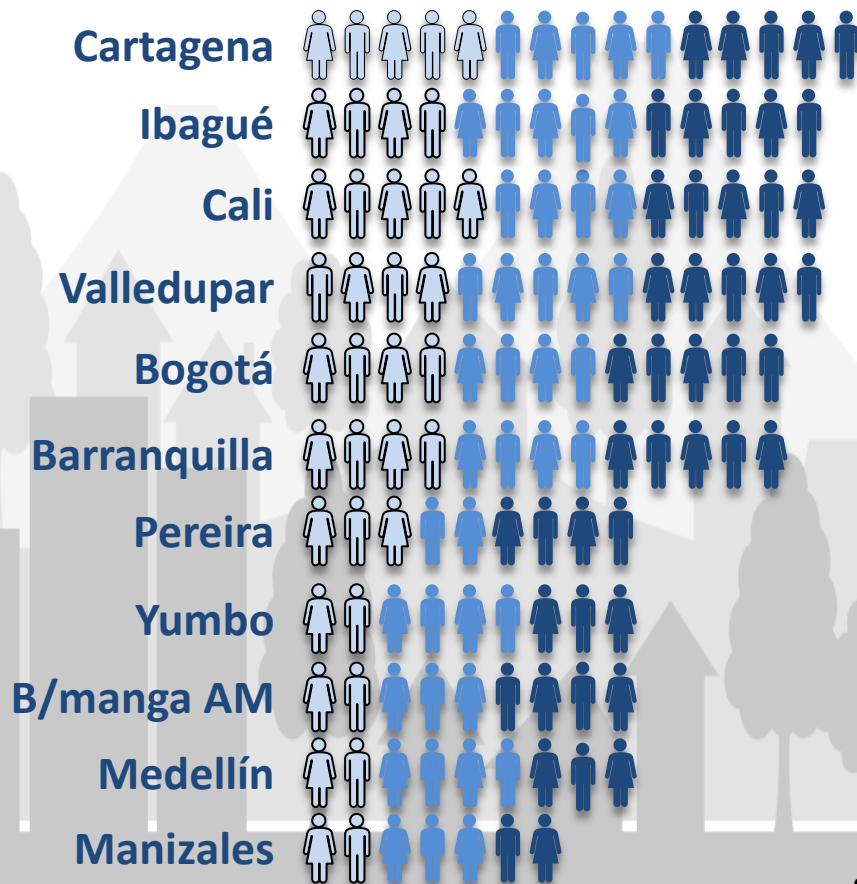 Cartagena
Ibagué
Cali
Valledupar
Bogotá
Barranquilla
Pereira
Yumbo
B/manga AM
Medellín
Manizales